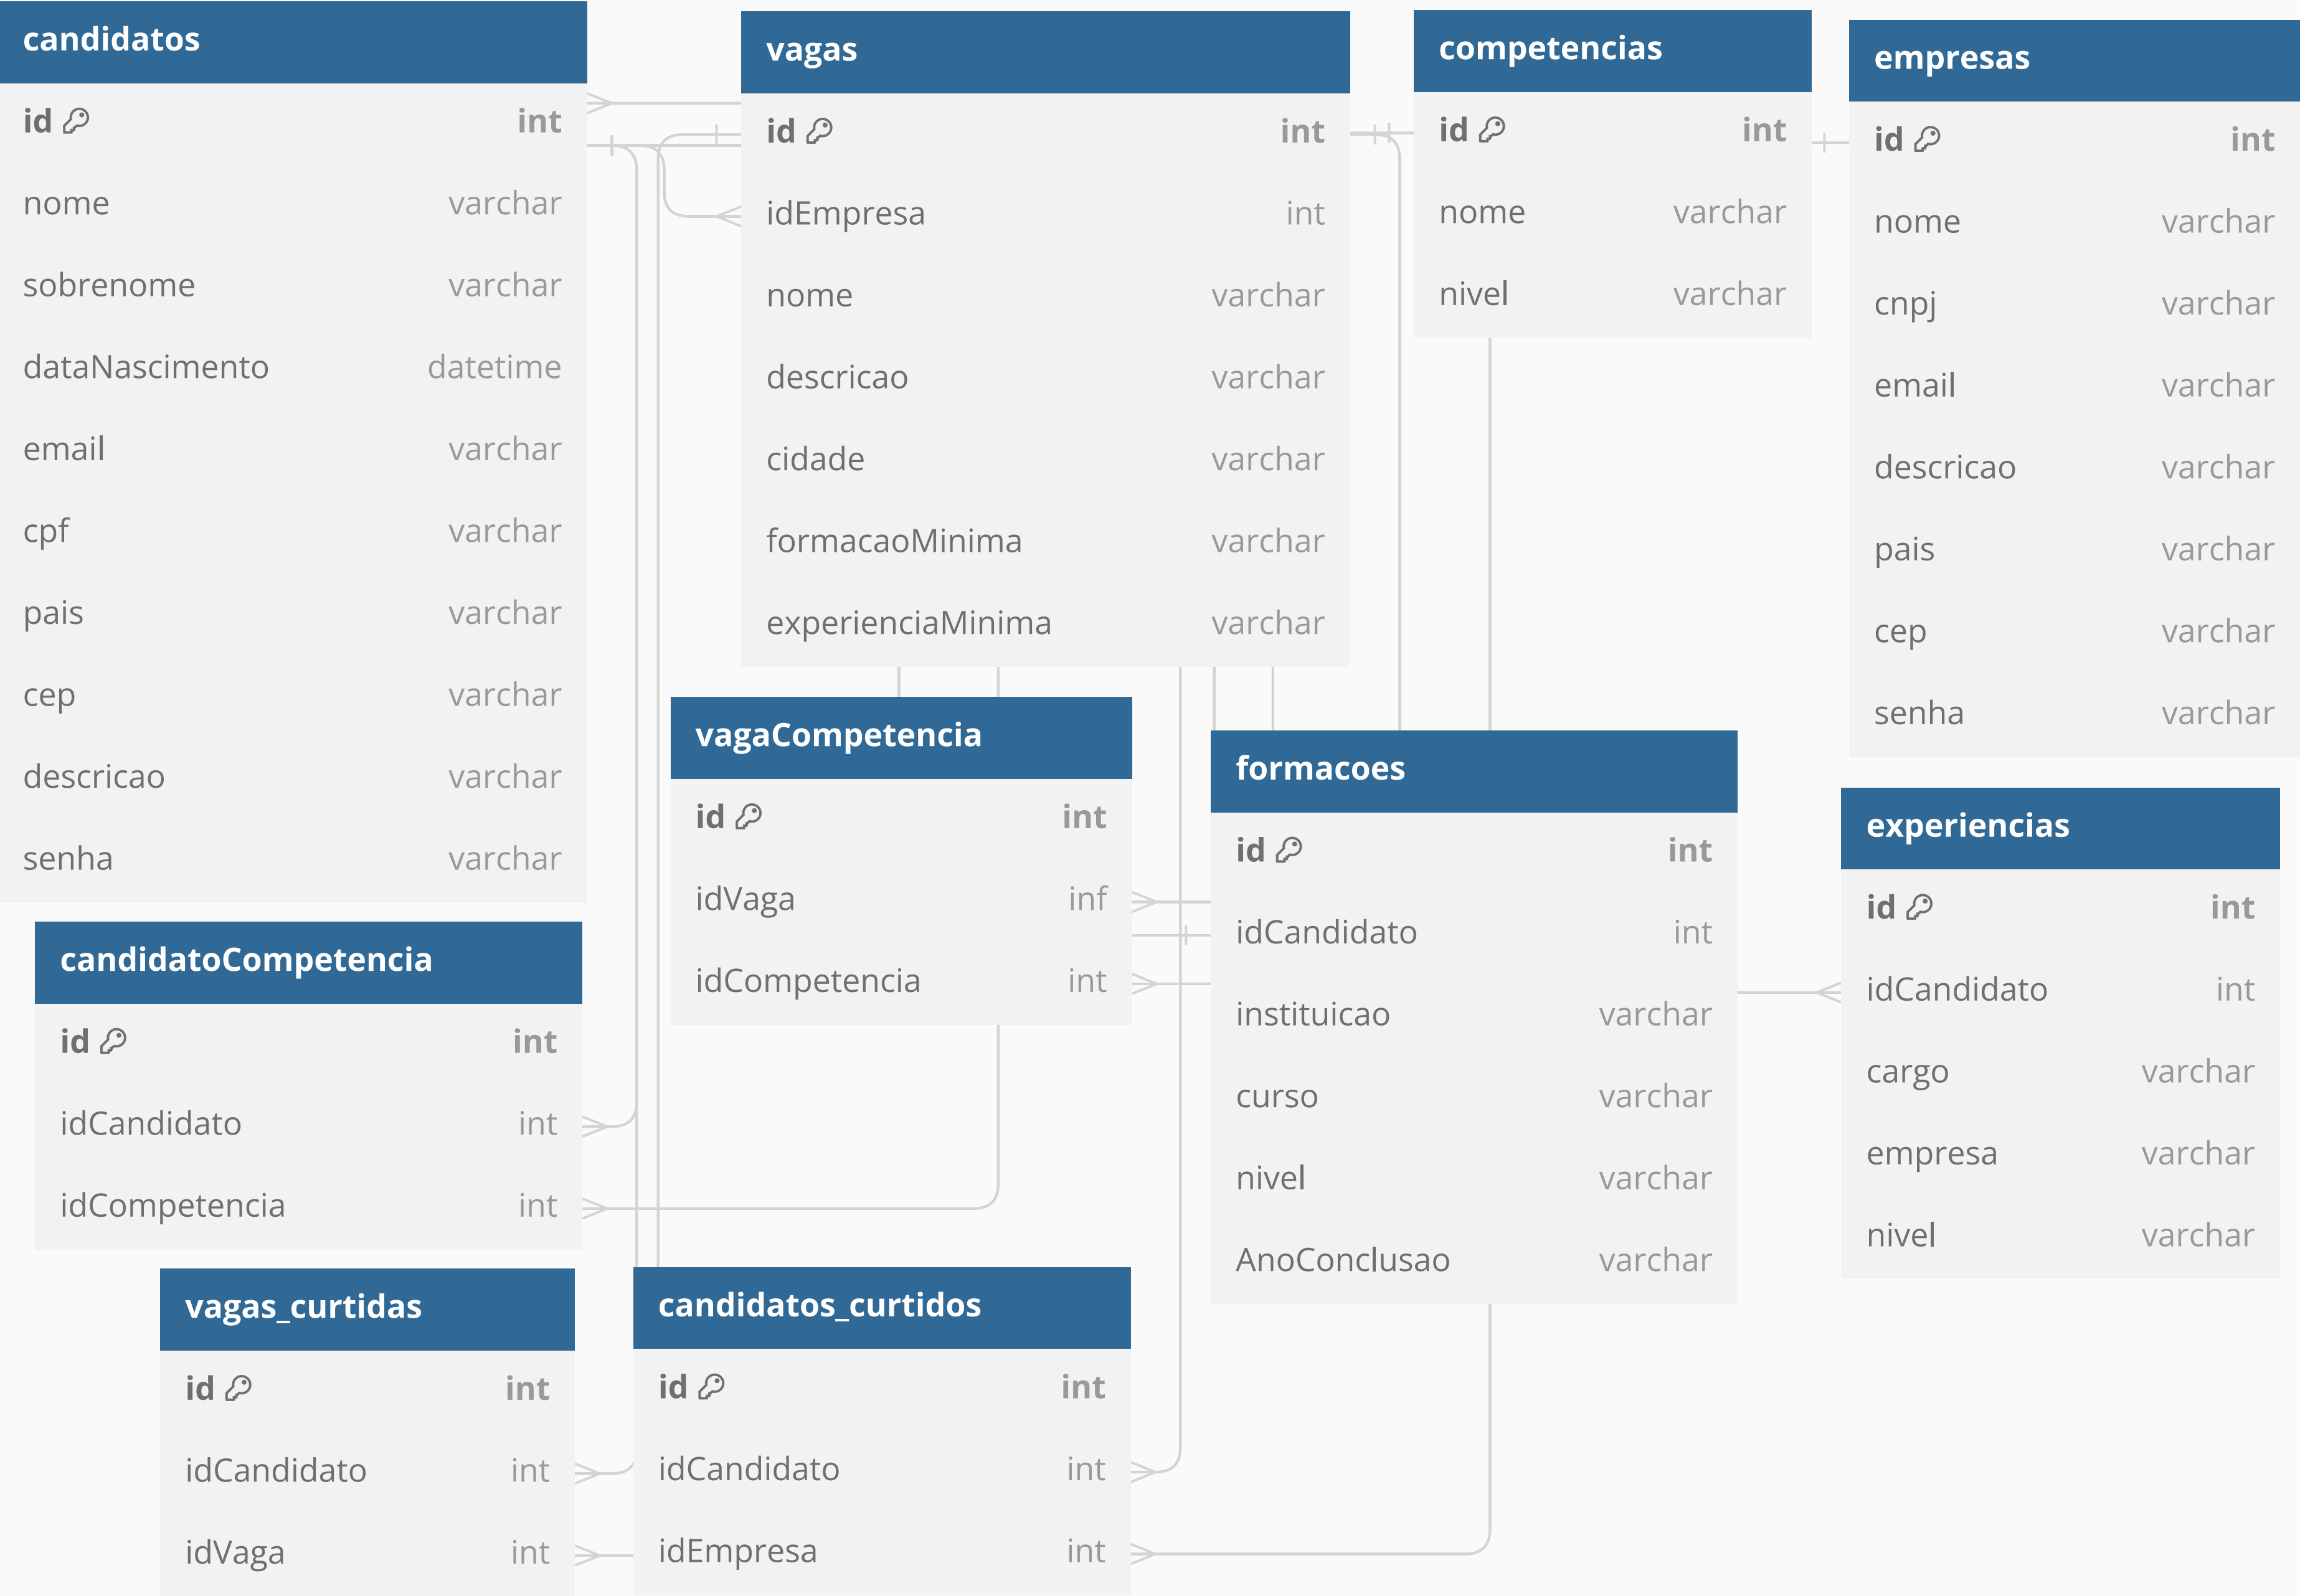 candidatos
id int
nome varchar
sobrenome varchar
dataNascimento datetime
email varchar
cpf varchar
pais varchar
cep varchar
descricao varchar
senha varchar
vagas
id int
idEmpresa int
nome varchar
descricao varchar
cidade varchar
formacaoMinima varchar
experienciaMinima varchar
competencias
id int
nome varchar
nivel varchar
empresas
id int
nome varchar
cnpj varchar
email varchar
descricao varchar
pais varchar
cep varchar
senha varchar
vagaCompetencia
id int
idVaga inf
idCompetencia int
formacoes
id int
idCandidato int
instituicao varchar
curso varchar
nivel varchar
AnoConclusao varchar
experiencias
id int
idCandidato int
cargo varchar
empresa varchar
nivel varchar
candidatoCompetencia
id int
idCandidato int
idCompetencia int
vagas_curtidas
id int
idCandidato int
idVaga int
candidatos_curtidos
id int
idCandidato int
idEmpresa int